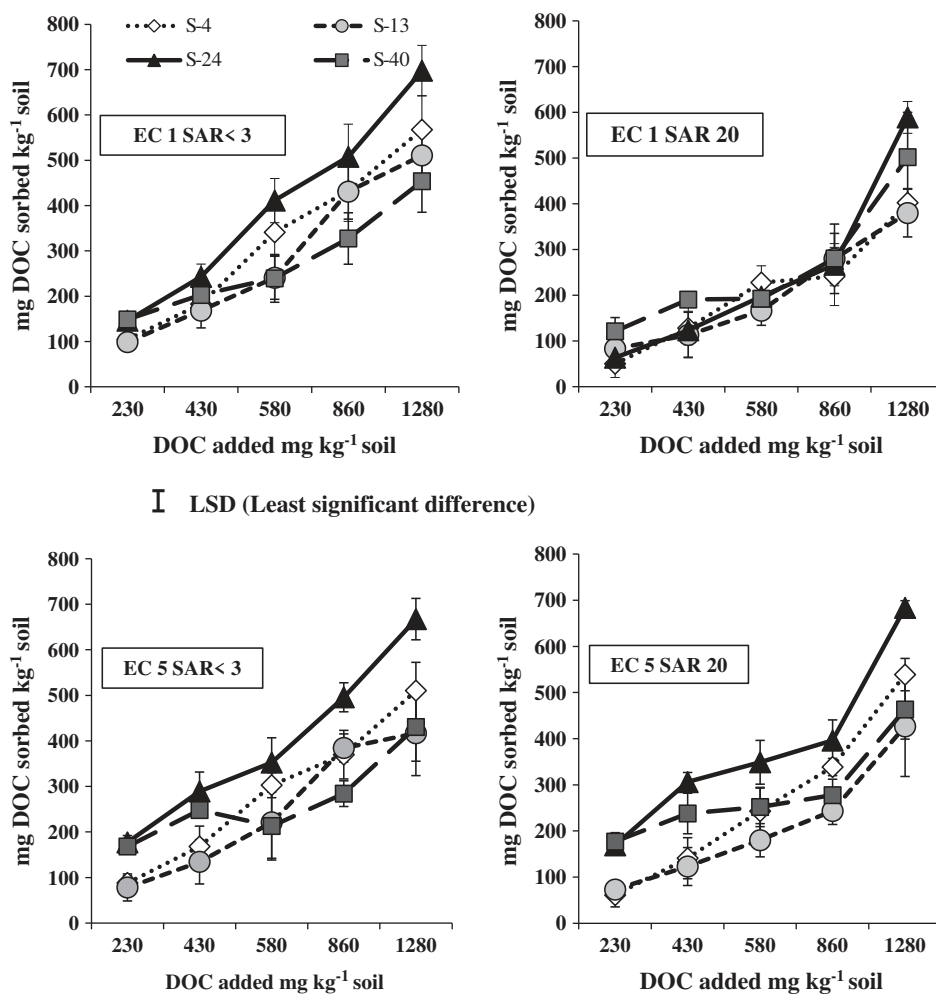 S-4 S-13
S-24 S-40
mg DOC sorbed kg-1 soil
800
700
600
500
400
300
200
100
0
EC 1 SAR< 3
230 430 580 860 1280
DOC added mg kg-1 soil
mg DOC sorbed kg-1 soil
800
700
600
500
400
300
200
100
0
EC 1 SAR 20
230 430 580 860 1280
DOC added mg kg-1 soil
LSD (Least significant difference)
mg DOC sorbed kg-1 soil
800
700
600
500
400
300
200
100
0
EC 5 SAR< 3
230 430 580 860 1280
DOC added mg kg-1 soil
mg DOC sorbed kg-1 soil
800
700
600
500
400
300
200
100
0
EC 5 SAR 20
230 430 580 860 1280
DOC added mg kg-1 soil